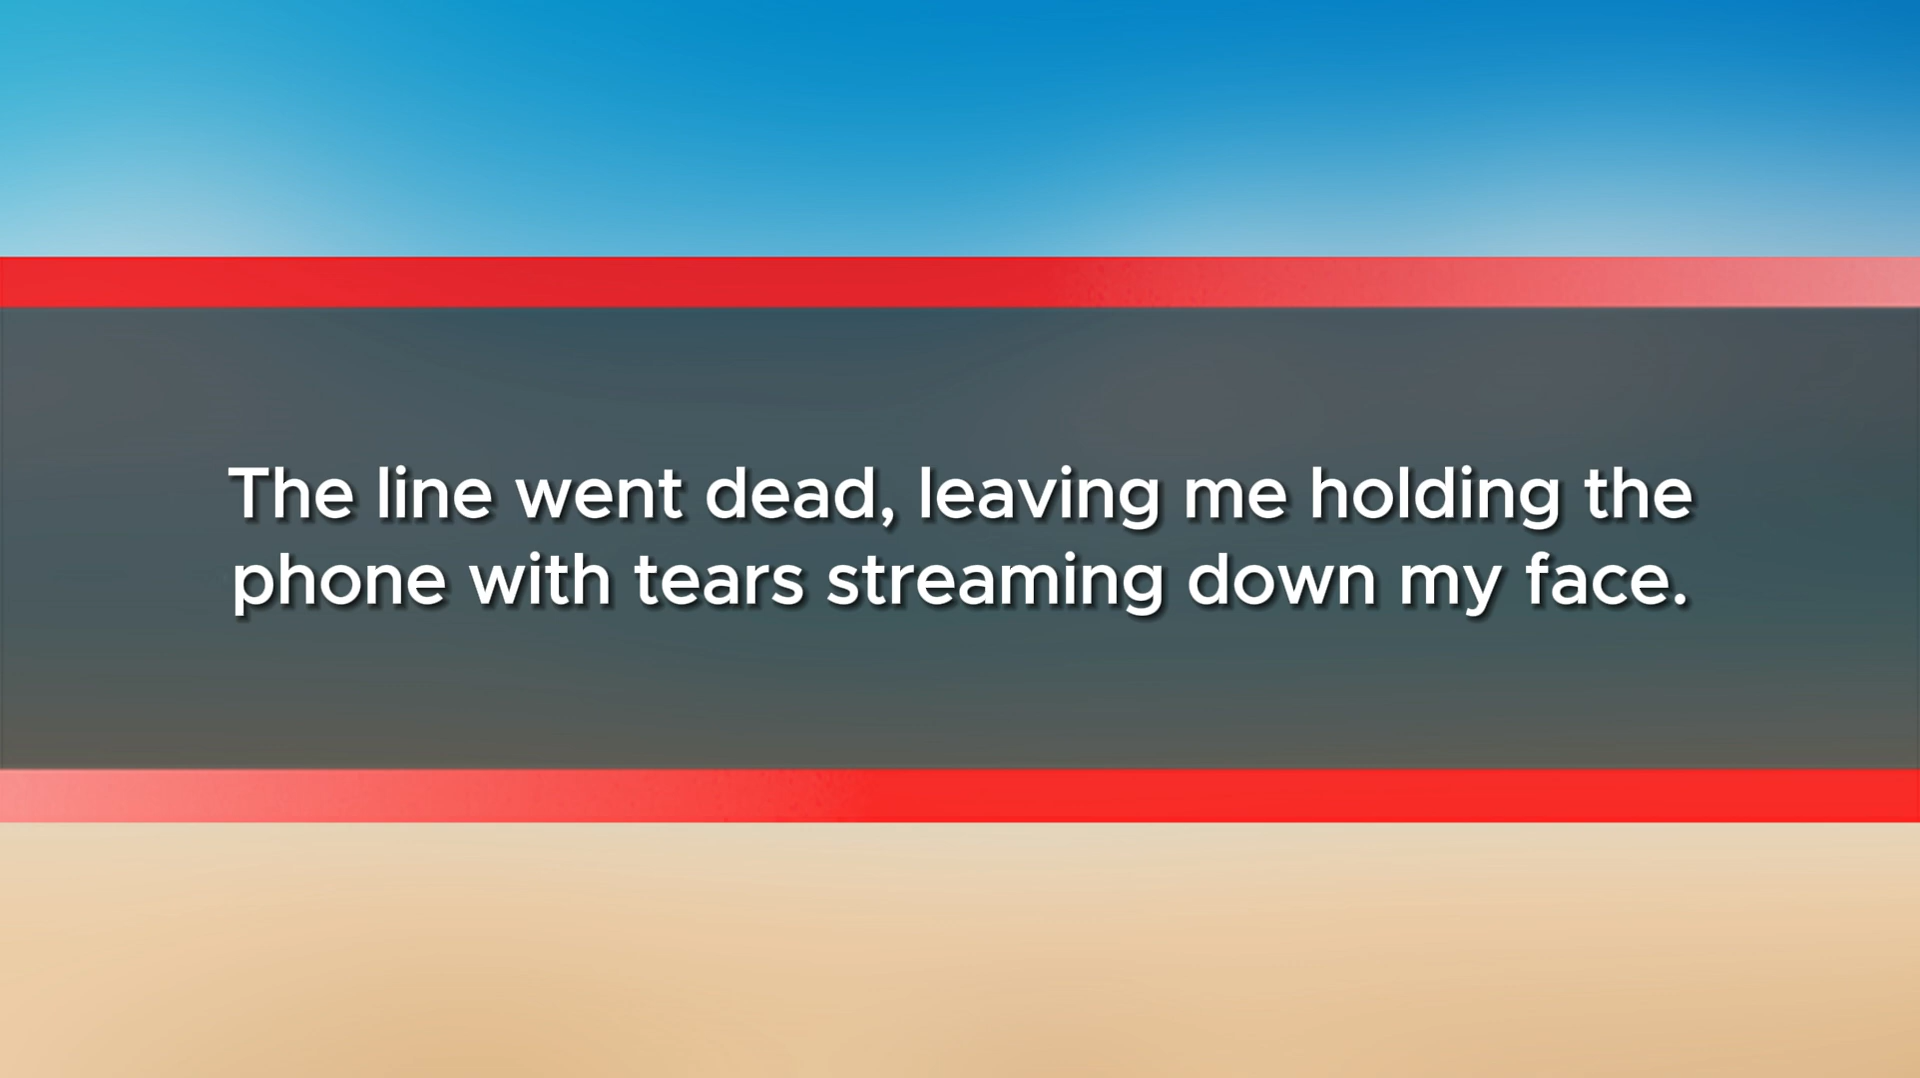 The line went dead, leaving me holding the
phone with tears streaming down my face.